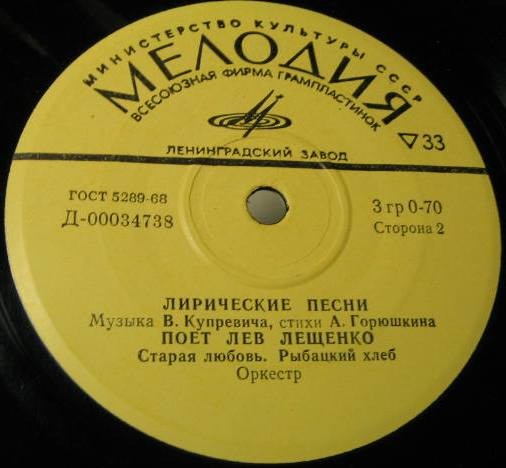 МИНИСТЕРСТВО КУЛЬТУРЫ СССР
МЕЛОДИЯ
ВСЕСОЮЗНАЯ ФИРМА ГРАМПЛАСТИНОК
33
ЛЕНИНГРАДСКИЙ ЗАВОД
ГОСТ 5289-68
Д-00034738
3 гр 0-70
Сторона 2
ЛИРИЧЕСКИЕ ПЕСНИ
Музыка В. Купревича, стихи А. Горюшкина
ПОЕТ ЛЕВ ЛЕЩЕНКО
Старая любовь. Рыбацкий хлеб
Оркестр